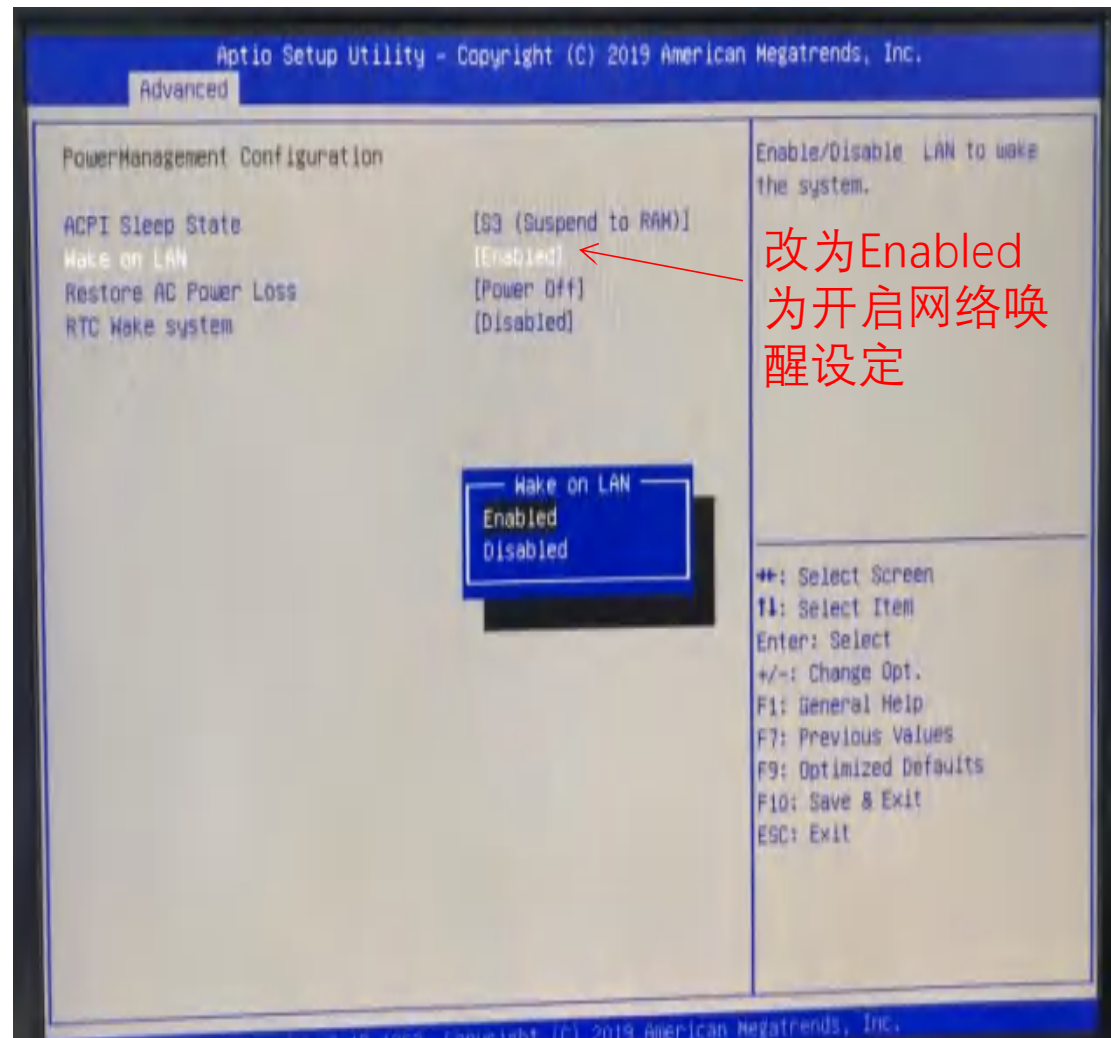 Aptio Setup Utility - Copyright (C) 2019 American Megatrends, Inc.
Advanced
PowerManagement Configuration
ACPI Sleep State [S3 (Suspend to RAM)]
Wake on LAN [Enabled]
Restore AC Power Loss [Power Off]
RTC Wake system [Disabled]
Enable/Disable LAN to wake
the system.
改为Enabled
为开启网络唤
醒设定
Wake on LAN
Enabled
Disabled
→←: Select Screen
↑↓: Select Item
Enter: Select
+/-: Change Opt.
F1: General Help
F7: Previous Values
F9: Optimized Defaults
F10: Save & Exit
ESC: Exit
Copyright (C) 2019 American Megatrends, Inc.